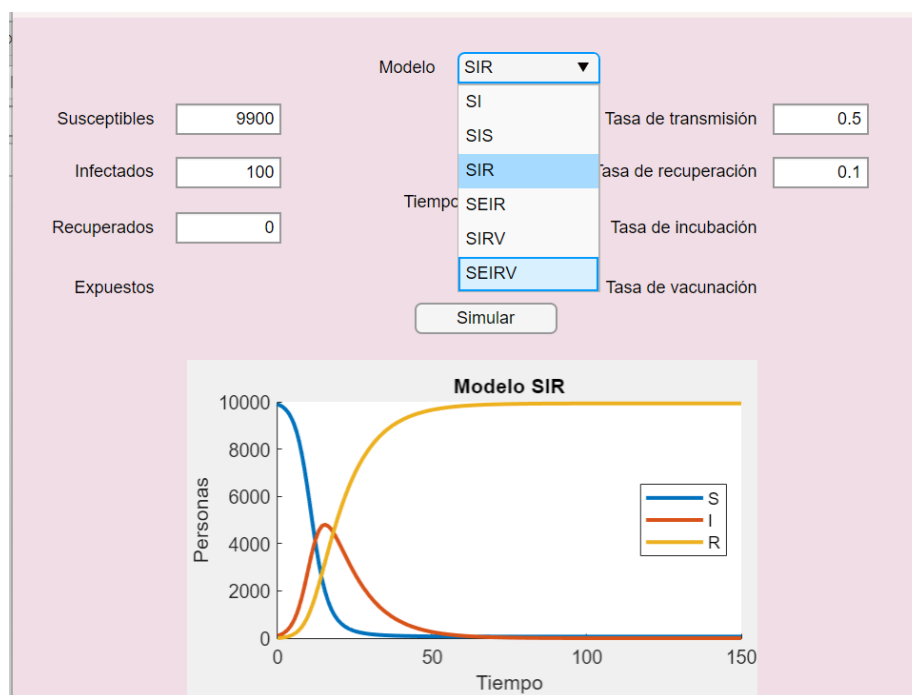 Modelo SIR
SI
Susceptibles 9900
Tasa de transmisión 0.5
SIS
Infectados 100
SIR
Tasa de recuperación 0.1
Tiempo
SEIR
Recuperados 0
SIRV
Tasa de incubación
SEIRV
Expuestos
Tasa de vacunación
Simular
Modelo SIR
10000
8000
6000
4000
2000
0
Personas
S
I
R
0 50 100 150
Tiempo